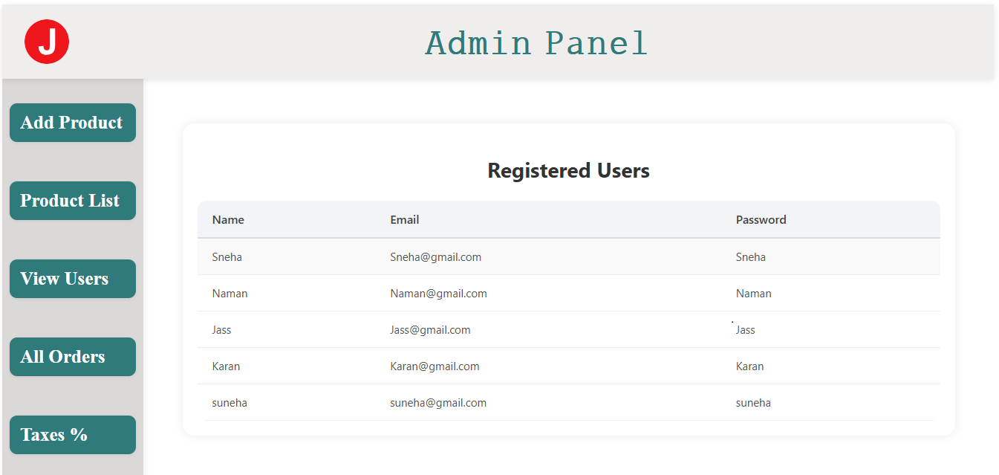 J
Admin Panel
Add Product
Product List
View Users
All Orders
Taxes %
Registered Users
Name Email Password
Sneha Sneha@gmail.com Sneha
Naman Naman@gmail.com Naman
Jass Jass@gmail.com Jass
Karan Karan@gmail.com Karan
suneha suneha@gmail.com suneha